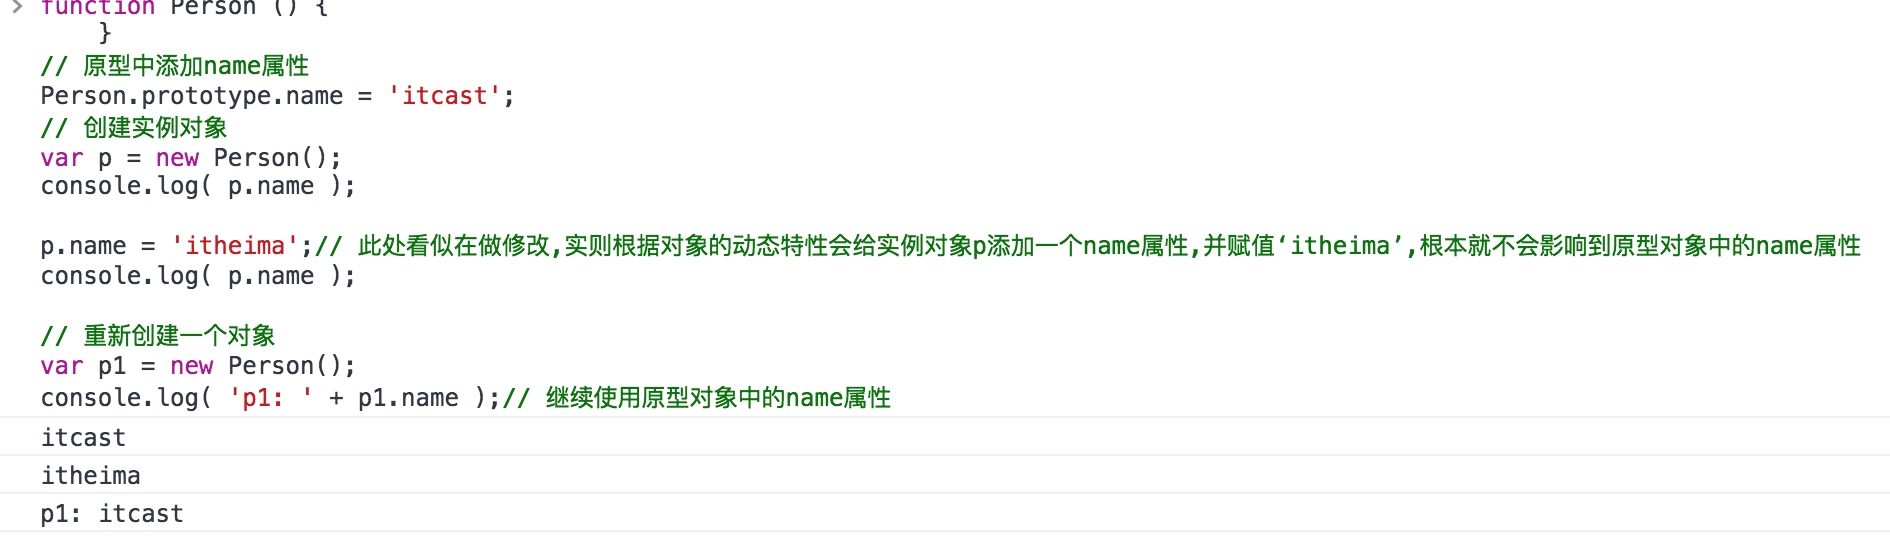 function Person () {
}
// 原型中添加name属性
Person.prototype.name = 'itcast';
// 创建实例对象
var p = new Person();
console.log( p.name );
p.name = 'itheima';// 此处看似在做修改,实则根据对象的动态特性会给实例对象p添加一个name属性,并赋值‘itheima’,根本就不会影响到原型对象中的name属性
console.log( p.name );
// 重新创建一个对象
var p1 = new Person();
console.log( 'p1: ' + p1.name );// 继续使用原型对象中的name属性
itcast
itheima
p1: itcast